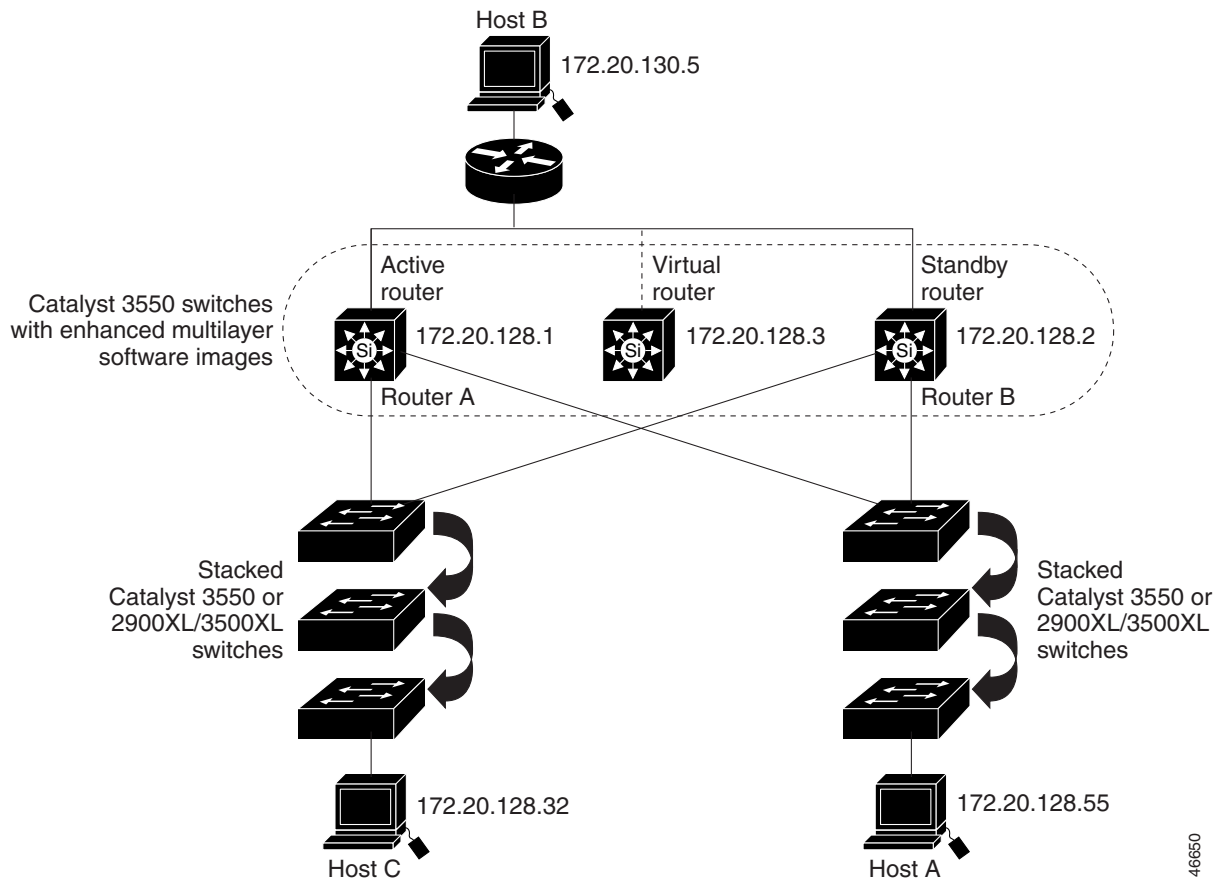 Host B
172.20.130.5
Active
router
Virtual
router
Standby
router
Catalyst 3550 switches
with enhanced multilayer
software images
Si
172.20.128.1
Si
172.20.128.3
Si
172.20.128.2
Router A
Router B
Stacked
Catalyst 3550 or
2900XL/3500XL
switches
Stacked
Catalyst 3550 or
2900XL/3500XL
switches
172.20.128.32
172.20.128.55
Host C
Host A
46650